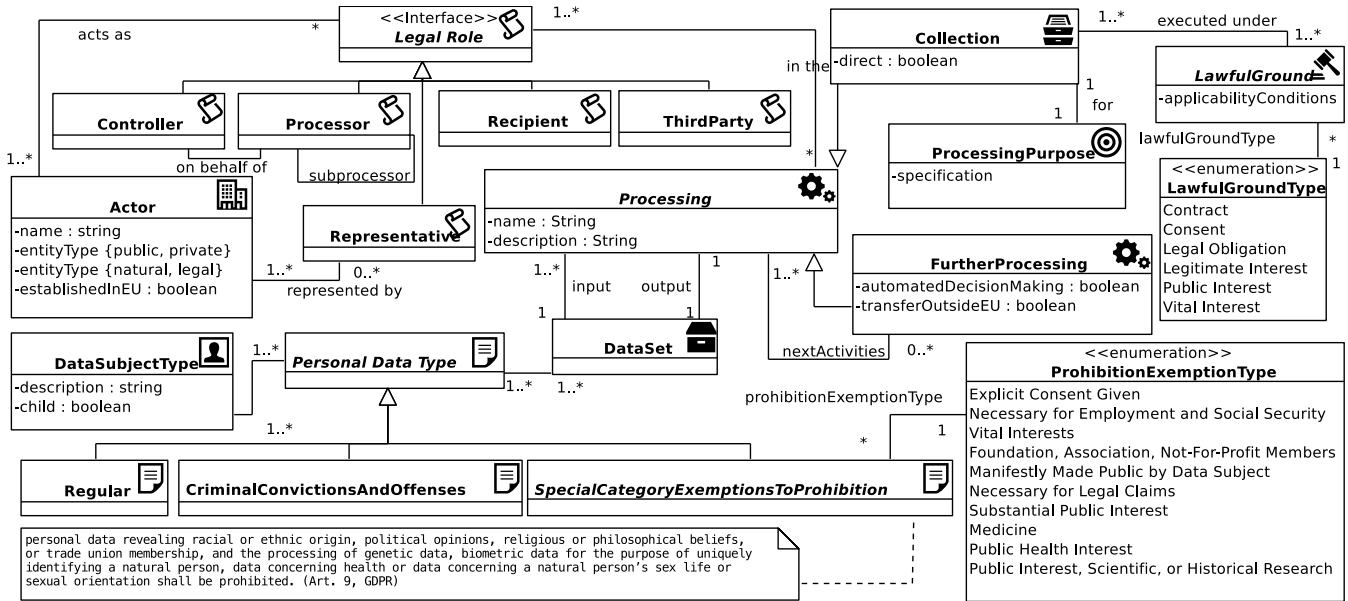 <<Interface>>
Legal Role
acts as
*
1..*
1..*
*
Controller
Processor
Recipient
ThirdParty
on behalf of
subprocessor
Collection
-direct : boolean
in the
1..*
executed under
1..*
LawfulGround
-applicabilityConditions
1
for
1
ProcessingPurpose
-specification
lawfulGroundType
*
1
<<enumeration>>
LawfulGroundType
Contract
Consent
Legal Obligation
Legitimate Interest
Public Interest
Vital Interest
Actor
-name : string
-entityType {public, private}
-entityType {natural, legal}
-establishedInEU : boolean
Representative
1..*
0..*
represented by
Processing
-name : String
-description : String
1..*
input
1
1
output
1
1..*
nextActivities
0..*
FurtherProcessing
-automatedDecisionMaking : boolean
-transferOutsideEU : boolean
DataSet
DataSubjectType
-description : string
-child : boolean
1..*
1..*
Personal Data Type
1..*
1..*
Regular
CriminalConvictionsAndOffenses
SpecialCategoryExemptionsToProhibition
prohibitionExemptionType
*
1
<<enumeration>>
ProhibitionExemptionType
Explicit Consent Given
Necessary for Employment and Social Security
Vital Interests
Foundation, Association, Not-For-Profit Members
Manifestly Made Public by Data Subject
Necessary for Legal Claims
Substantial Public Interest
Medicine
Public Health Interest
Public Interest, Scientific, or Historical Research
personal data revealing racial or ethnic origin, political opinions, religious or philosophical beliefs,
or trade union membership, and the processing of genetic data, biometric data for the purpose of uniquely
identifying a natural person, data concerning health or data concerning a natural person's sex life or
sexual orientation shall be prohibited. (Art. 9, GDPR)